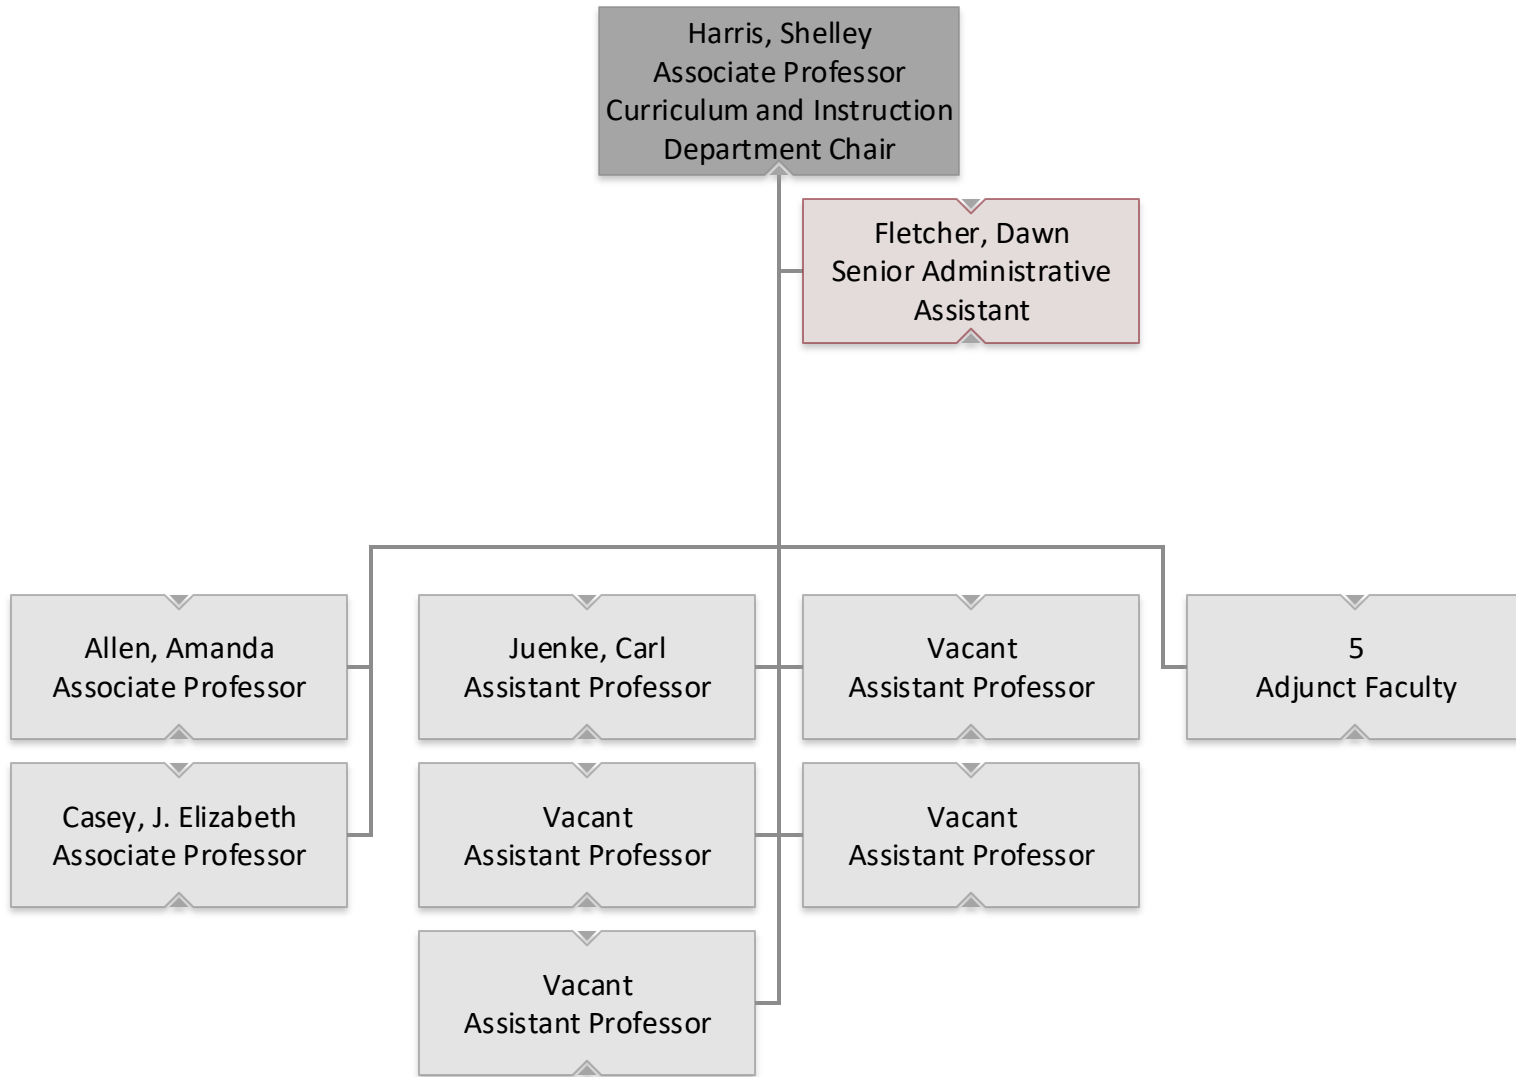 Harris, Shelley
Associate Professor
Curriculum and Instruction
Department Chair
Fletcher, Dawn
Senior Administrative
Assistant
Allen, Amanda
Associate Professor
Juenke, Carl
Assistant Professor
Vacant
Assistant Professor
5
Adjunct Faculty
Casey, J. Elizabeth
Associate Professor
Vacant
Assistant Professor
Vacant
Assistant Professor
Vacant
Assistant Professor